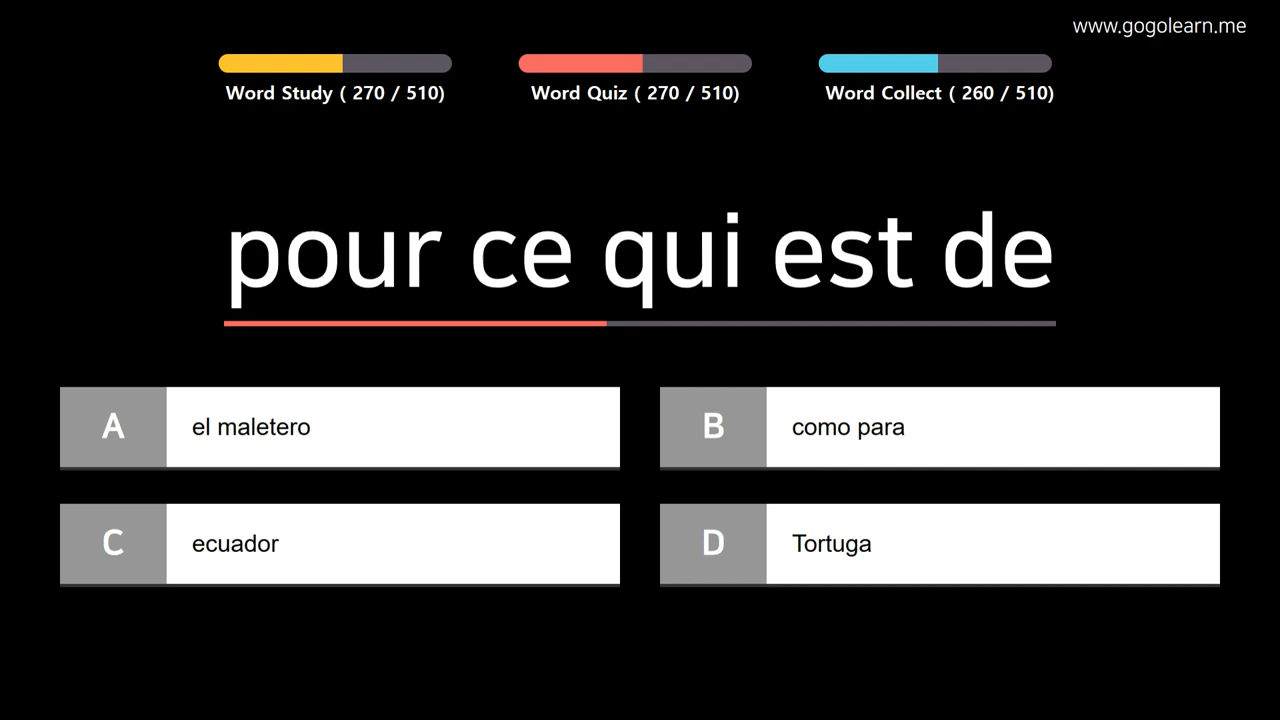 www.gogolearn.me
Word Study ( 270 / 510)
Word Quiz ( 270 / 510)
Word Collect ( 260 / 510)
pour ce qui est de
A
el maletero
B
como para
C
ecuador
D
Tortuga